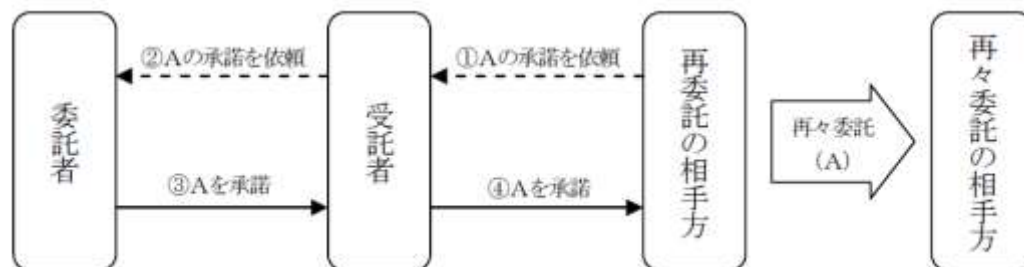 委託者
②Aの承諾を依頼
③Aを承諾
受託者
①Aの承諾を依頼
④Aを承諾
再委託の相手方
再々委託
(A)
再々委託の相手方